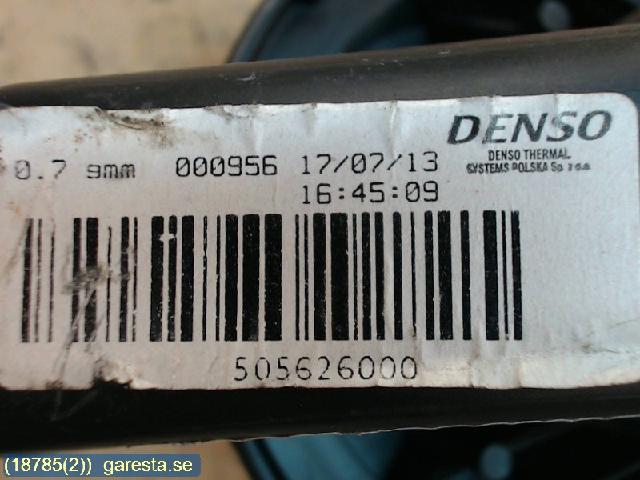 DENSO
DENSO THERMAL
SYSTEMS POLSKA Sp.
0.7 9mm 000956 17/07/13
16:45:09
505626000
(18785(2)) garesta.se